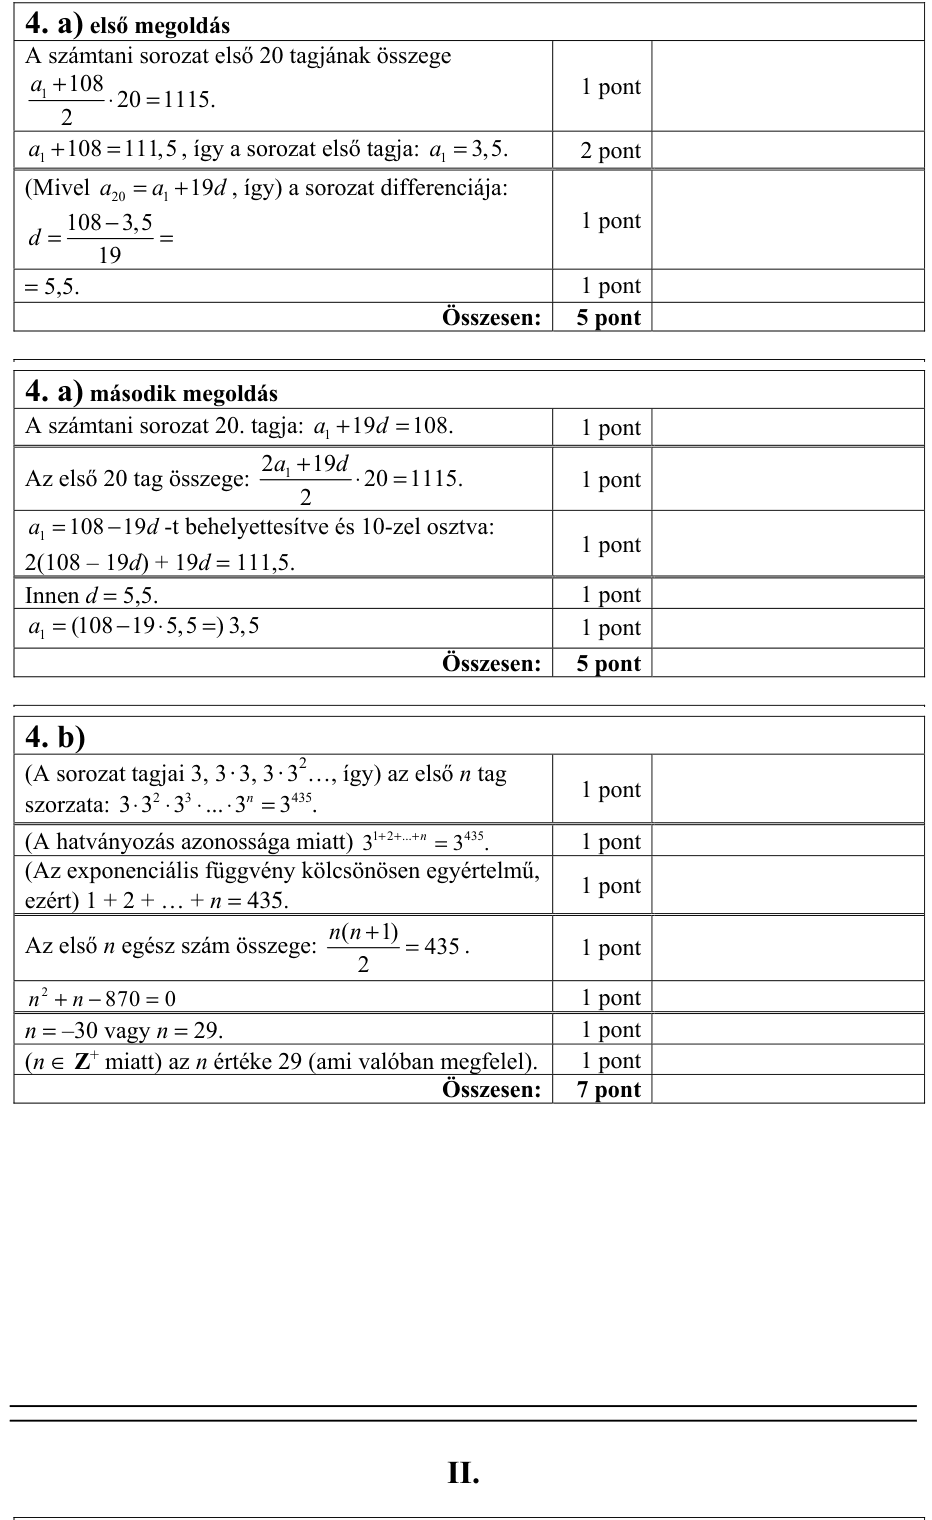 4. a) első megoldás
A számtani sorozat első 20 tagjának összege
(a₁ + 108)/2 · 20 = 1115.
1 pont
a₁ + 108 = 111,5 , így a sorozat első tagja: a₁ = 3,5.
2 pont
(Mivel a₂₀ = a₁ + 19d , így) a sorozat differenciája:
d = (108 − 3,5)/19 =
1 pont
= 5,5.
1 pont
Összesen:
5 pont
4. a) második megoldás
A számtani sorozat 20. tagja: a₁ + 19d = 108.
1 pont
Az első 20 tag összege: (2a₁ + 19d)/2 · 20 = 1115.
1 pont
a₁ = 108 − 19d -t behelyettesítve és 10-zel osztva:
2(108 – 19d) + 19d = 111,5.
1 pont
Innen d = 5,5.
1 pont
a₁ = (108 − 19 · 5,5 =) 3,5
1 pont
Összesen:
5 pont
4. b)
(A sorozat tagjai 3, 3 · 3, 3 · 3²…, így) az első n tag
szorzata: 3 · 3² · 3³ · ... · 3ⁿ = 3⁴³⁵.
1 pont
(A hatványozás azonossága miatt) 3¹⁺²⁺···⁺ⁿ = 3⁴³⁵.
1 pont
(Az exponenciális függvény kölcsönösen egyértelmű,
ezért) 1 + 2 + … + n = 435.
1 pont
Az első n egész szám összege: n(n + 1)/2 = 435 .
1 pont
n² + n − 870 = 0
1 pont
n = –30 vagy n = 29.
1 pont
(n ∈ Z⁺ miatt) az n értéke 29 (ami valóban megfelel).
1 pont
Összesen:
7 pont
II.